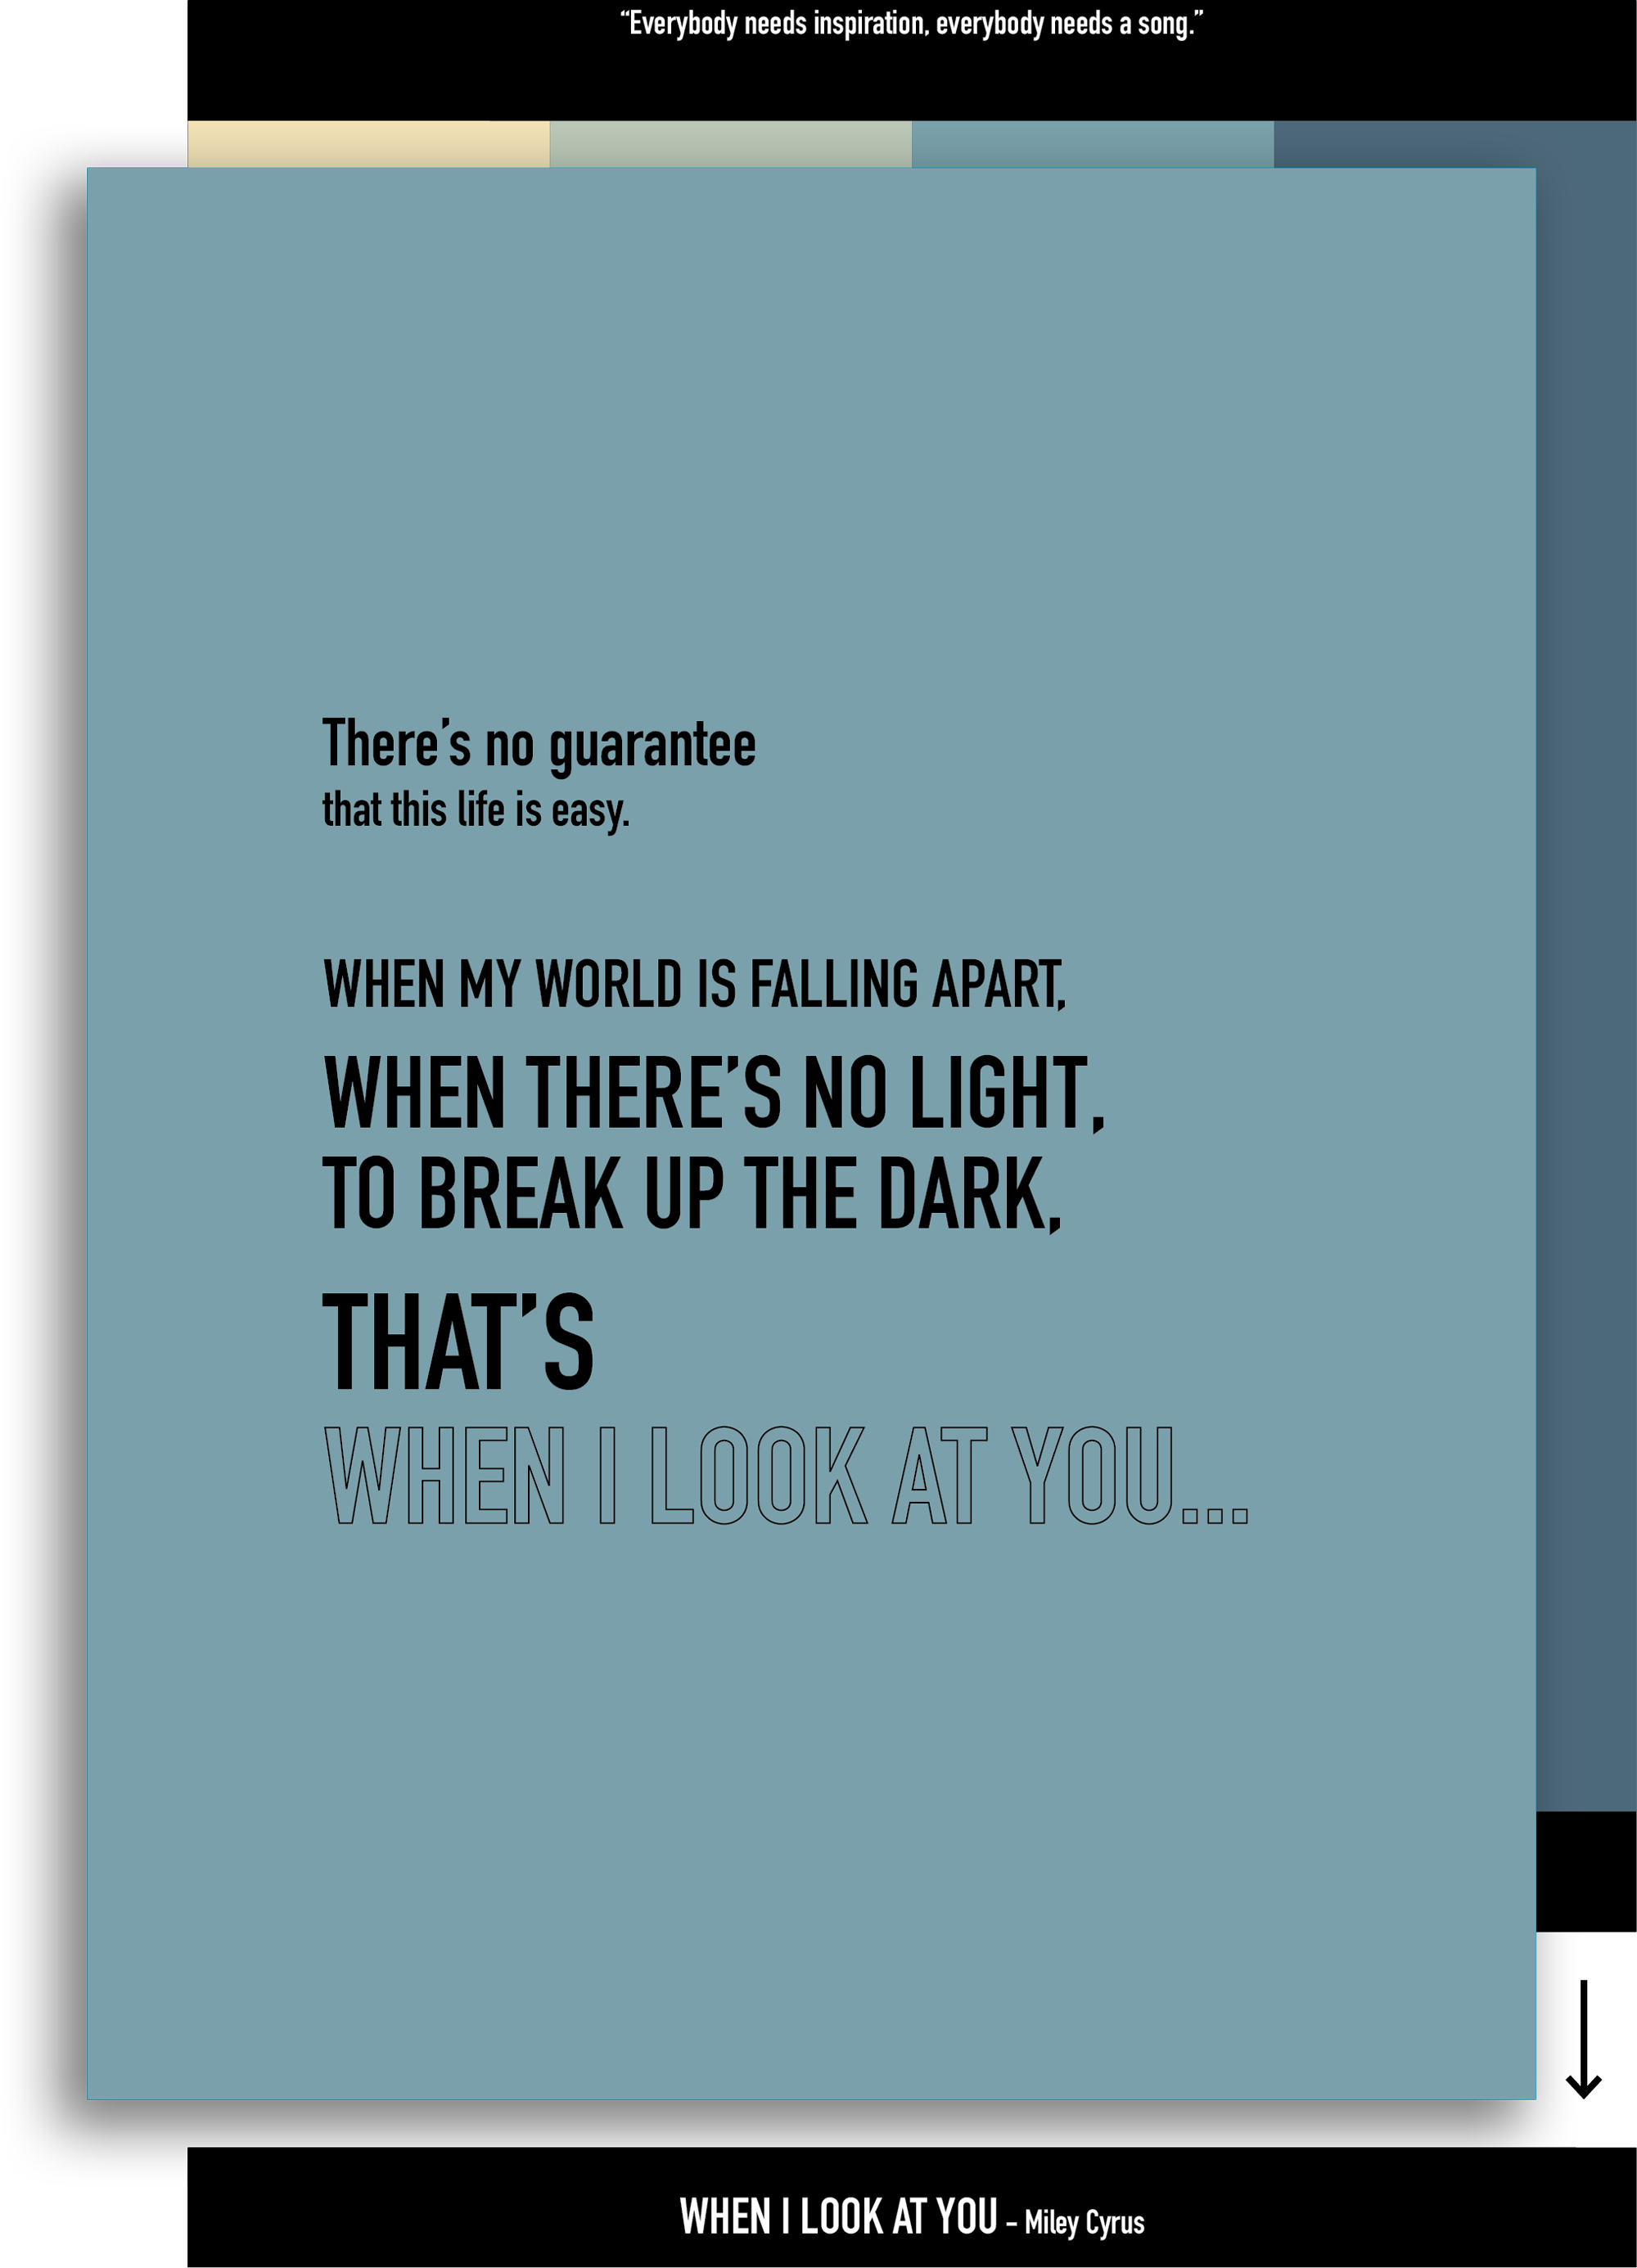 “Everybody needs inspiration, everybody needs a song.”
There’s no guarantee
that this life is easy.
WHEN MY WORLD IS FALLING APART,
WHEN THERE’S NO LIGHT,
TO BREAK UP THE DARK,
THAT’S
WHEN I LOOK AT YOU...
WHEN I LOOK AT YOU - Miley Cyrus